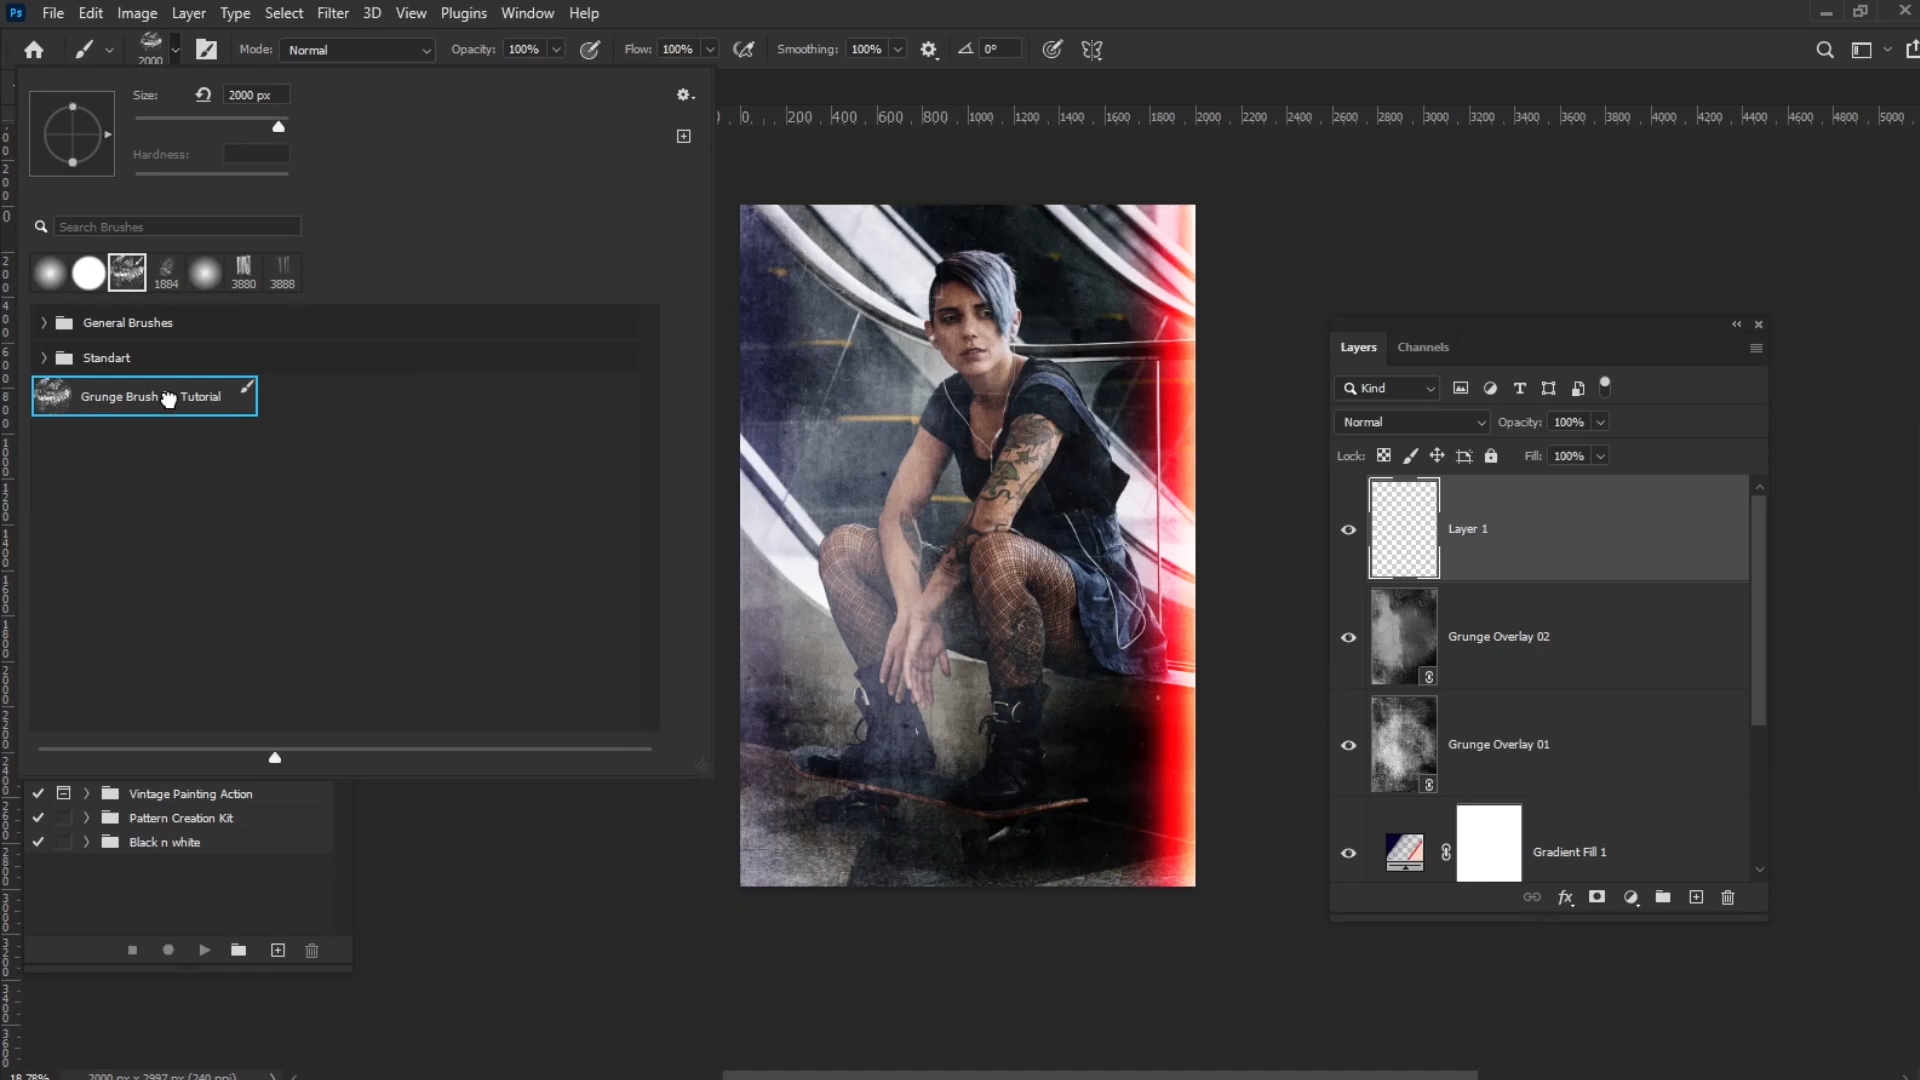 Ps File Edit Image Layer Type Select Filter 3D View Plugins Window Help
2000 Mode: Normal Opacity: 100% Flow: 100% Smoothing: 100% 0°
Size: 2000 px
Hardness:
Search Brushes
1884 3880 3888
General Brushes
Standart
Grunge Brush Tutorial
Vintage Painting Action
Pattern Creation Kit
Black n white
0 200 400 600 800 1000 1200 1400 1600 1800 2000 2200 2400 2600 2800 3000 3200 3400 3600 3800 4000 4200 4400 4600 4800 5000
Layers Channels
Kind
Normal Opacity: 100%
Lock: Fill: 100%
Layer 1
Grunge Overlay 02
Grunge Overlay 01
Gradient Fill 1
fx
18.78% 2000 px x 2997 px (240 ppi)